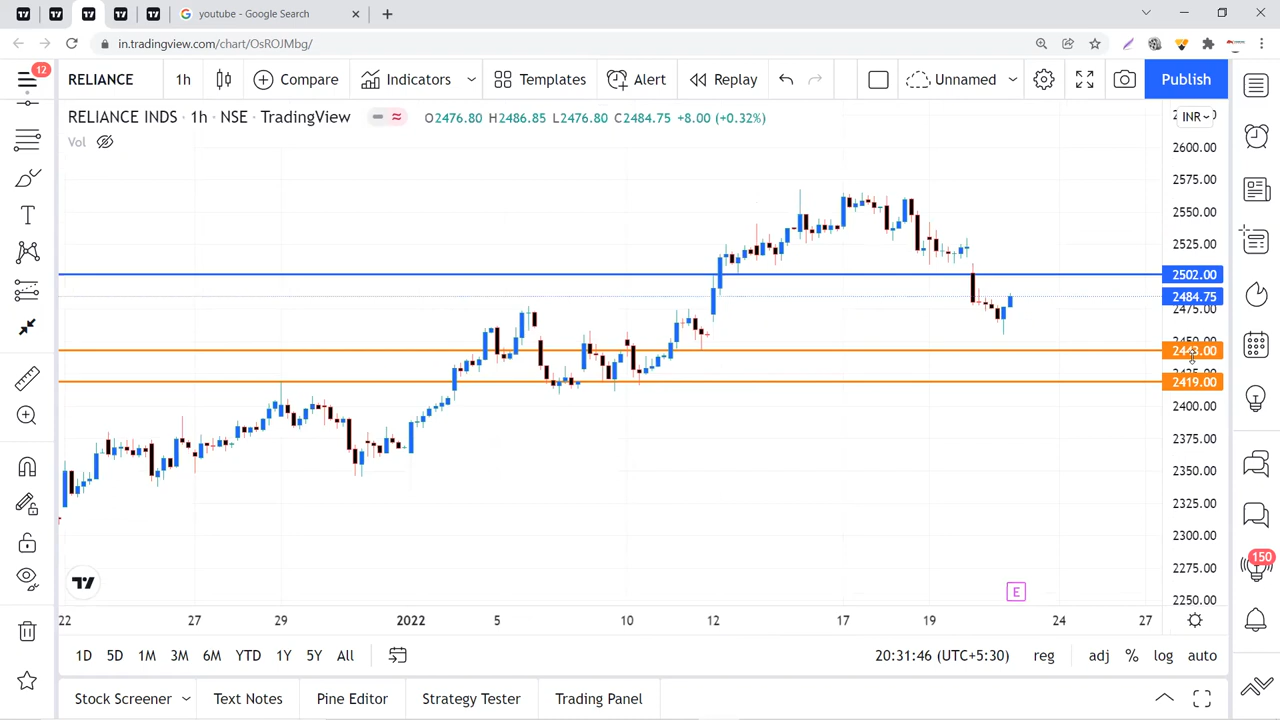 youtube - Google Search
in.tradingview.com/chart/OsROJMbg/
12
RELIANCE
1h
Compare
Indicators
Templates
Alert
Replay
Unnamed
Publish
RELIANCE INDS · 1h · NSE · TradingView
O2476.80 H2486.85 L2476.80 C2484.75 +8.00 (+0.32%)
INR
Vol
2600.00
2575.00
2550.00
2525.00
2502.00
2484.75
2475.00
2443.00
2419.00
2400.00
2375.00
2350.00
2325.00
2300.00
2275.00
2250.00
150
E
22 27 29 2022 5 10 12 17 19 24 27
1D 5D 1M 3M 6M YTD 1Y 5Y All
20:31:46 (UTC+5:30) reg adj % log auto
Stock Screener Text Notes Pine Editor Strategy Tester Trading Panel